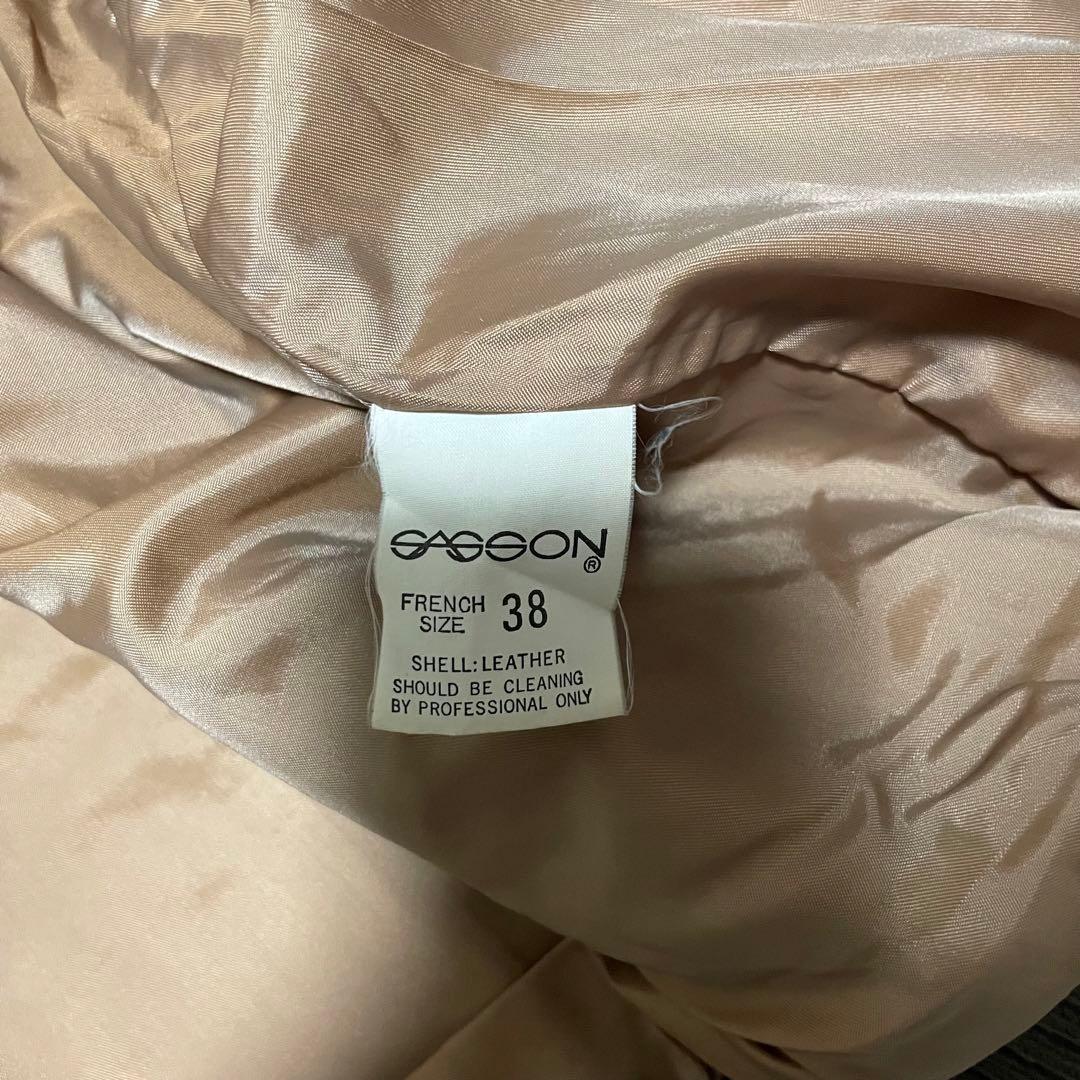 SASSON®
FRENCH
SIZE 38
SHELL: LEATHER
SHOULD BE CLEANING
BY PROFESSIONAL ONLY